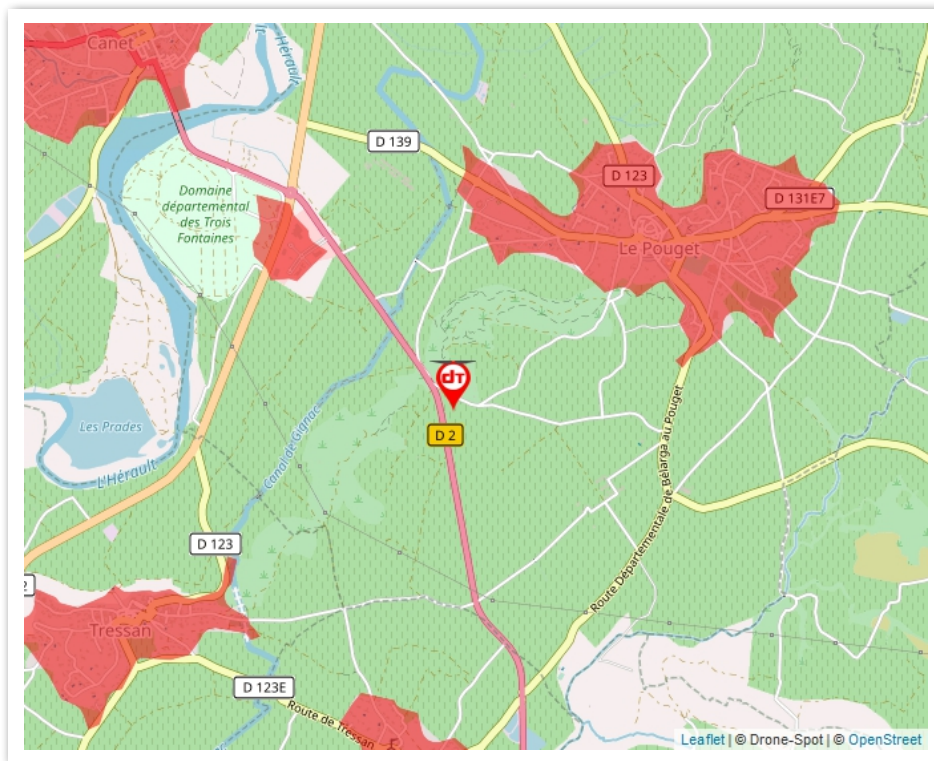 Canet
Hérault
D 139
D 123
D 131E7
Domaine
départemental
des Trois
Fontaines
Le Pouget
dT
D 2
Les Prades
L'Hérault
Canal de Gignac
Route Départementale de Bélarga au Pouget
D 123
Tressan
D 123E
Route de Tressan
Leaflet | © Drone-Spot | © OpenStreet